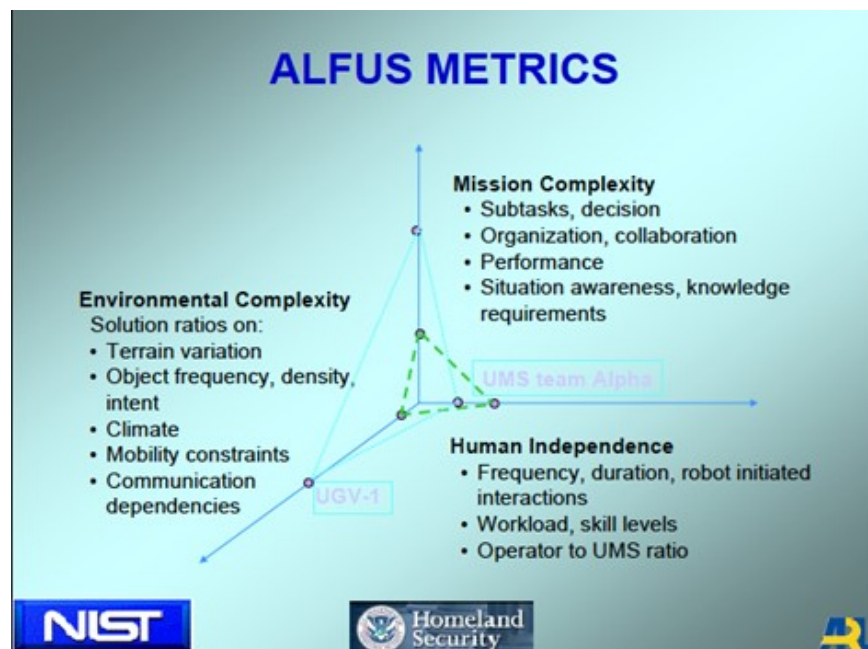 ALFUS METRICS
Mission Complexity
• Subtasks, decision
• Organization, collaboration
• Performance
• Situation awareness, knowledge
requirements
Environmental Complexity
Solution ratios on:
• Terrain variation
• Object frequency, density,
intent
• Climate
• Mobility constraints
• Communication
dependencies
UMS team Alpha
UGV-1
Human Independence
• Frequency, duration, robot initiated
interactions
• Workload, skill levels
• Operator to UMS ratio
NIST
Homeland
Security